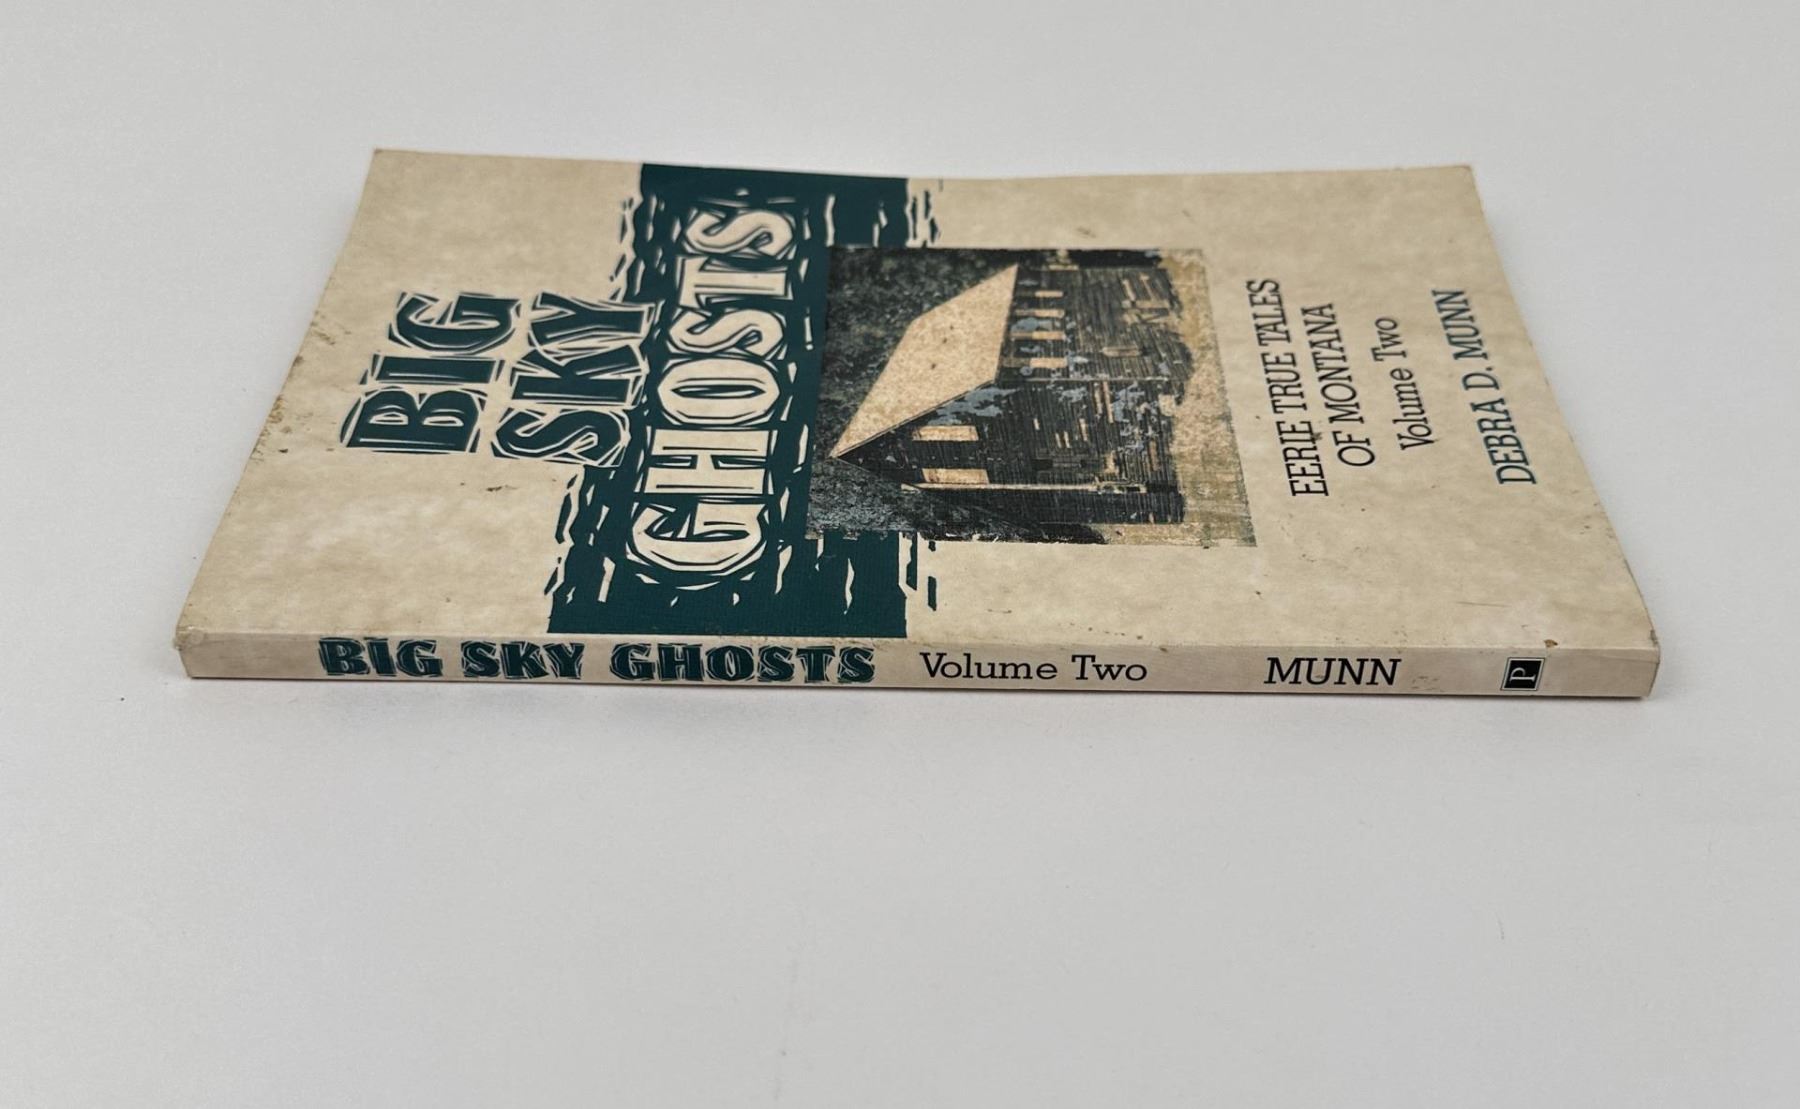 BIG
SKY
GHOSTS
EERIE TRUE TALES
OF MONTANA
Volume Two
DEBRA D. MUNN
BIG SKY GHOSTS Volume Two MUNN P